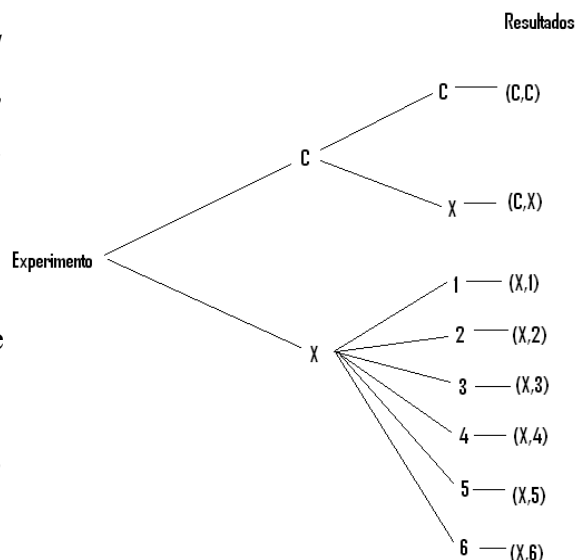 Resultados
C (C,C)
C
X (C,X)
Experimento
1 (X,1)
2 (X,2)
X
3 (X,3)
4 (X,4)
5 (X,5)
6 (X,6)